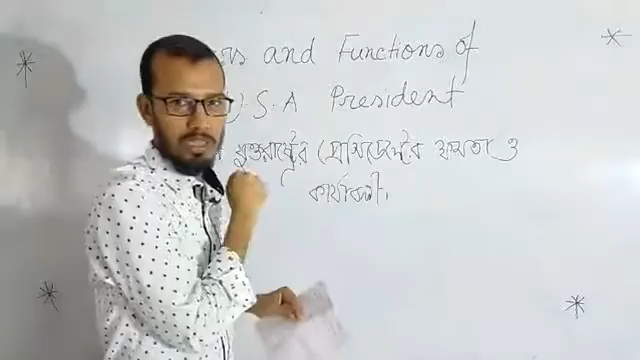 and Functions of
U.S.A President
যুক্তরাষ্ট্রের প্রেসিডেন্টের ক্ষমতা ও
কার্যাবলী।